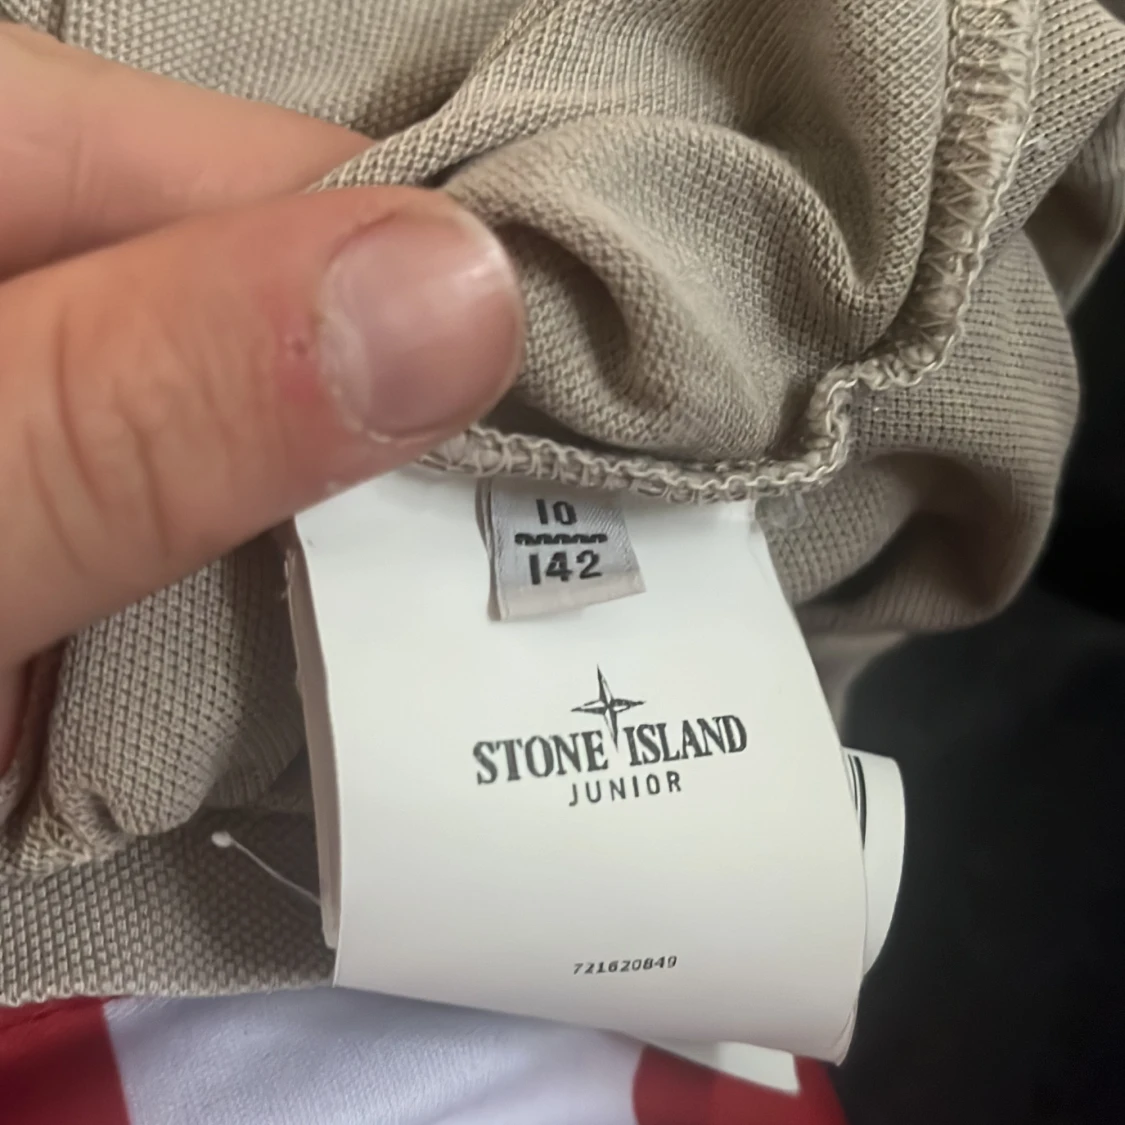 10
142
STONE ISLAND
JUNIOR
721620849